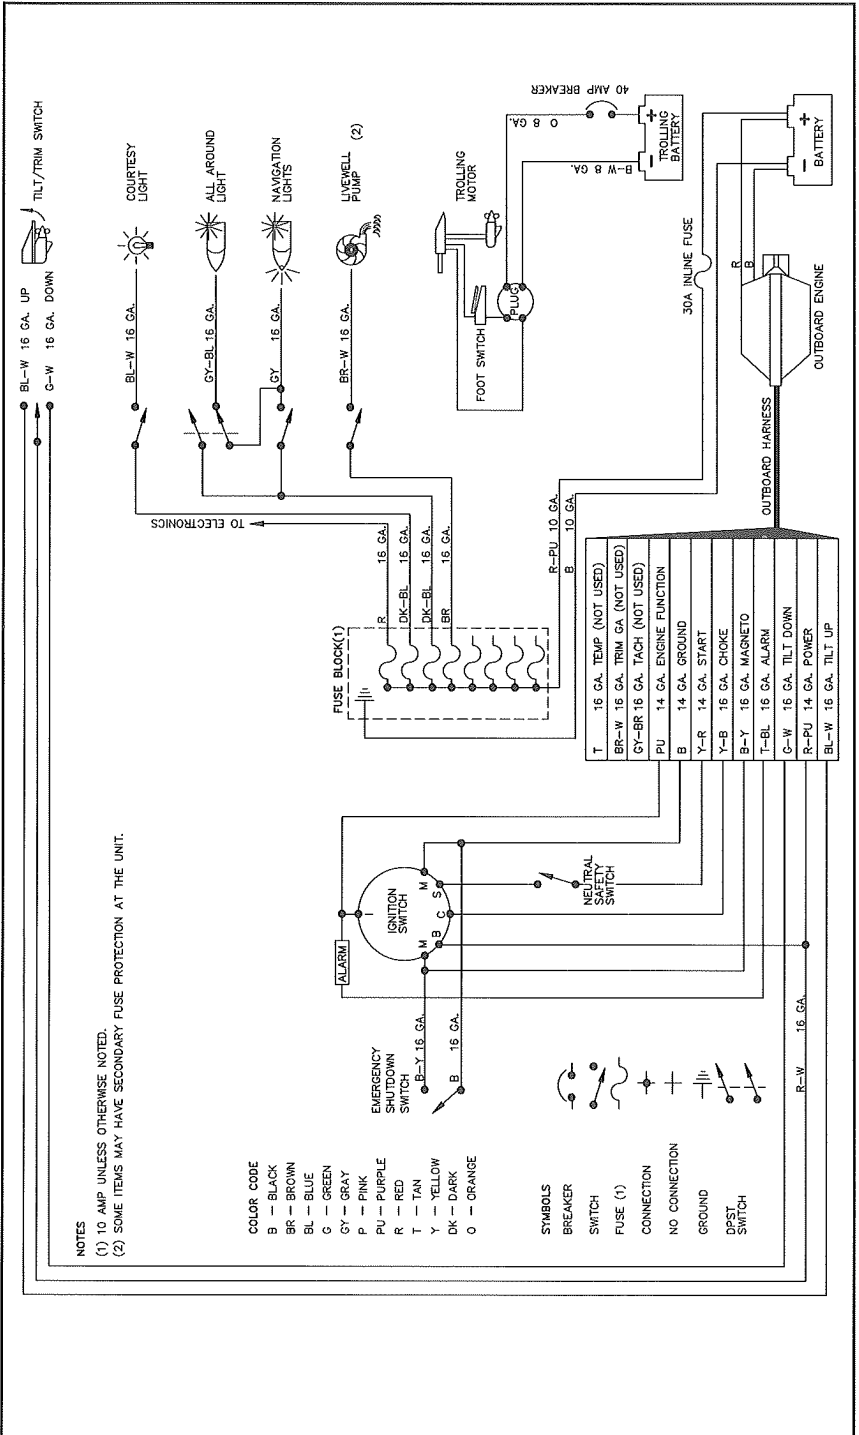 TILT/TRIM SWITCH
BL-W 16 GA. UP
G-W 16 GA. DOWN
COURTESY
LIGHT
BL-W 16 GA.
ALL AROUND
LIGHT
GY-BL 16 GA.
NAVIGATION
LIGHTS
GY 16 GA.
LIVEWELL
PUMP (2)
BR-W 16 GA.
TO ELECTRONICS
TROLLING
MOTOR
FOOT SWITCH
PLUG
O 8 GA.
40 AMP BREAKER
B-W 8 GA.
+
-
TROLLING
BATTERY
30A INLINE FUSE
+
-
BATTERY
R
B
OUTBOARD ENGINE
OUTBOARD HARNESS
FUSE BLOCK(1)
R 16 GA.
DK-BL 16 GA.
DK-BL 16 GA.
BR 16 GA.
R-PU 10 GA.
B 10 GA.
T 16 GA. TEMP (NOT USED)
BR-W 16 GA. TRIM GA (NOT USED)
GY-BR 16 GA. TACH (NOT USED)
PU 14 GA. ENGINE FUNCTION
B 14 GA. GROUND
Y-R 14 GA. START
Y-B 16 GA. CHOKE
B-Y 16 GA. MAGNETO
T-BL 16 GA. ALARM
G-W 16 GA. TILT DOWN
R-PU 14 GA. POWER
BL-W 16 GA. TILT UP
ALARM
I
IGNITION
SWITCH
M
S
C
B
M
NEUTRAL
SAFETY
SWITCH
EMERGENCY
SHUTDOWN
SWITCH
B-Y 16 GA.
B 16 GA.
R-W 16 GA.
NOTES
(1) 10 AMP UNLESS OTHERWISE NOTED.
(2) SOME ITEMS MAY HAVE SECONDARY FUSE PROTECTION AT THE UNIT.
COLOR CODE
B - BLACK
BR - BROWN
BL - BLUE
G - GREEN
GY - GRAY
P - PINK
PU - PURPLE
R - RED
T - TAN
Y - YELLOW
DK - DARK
O - ORANGE
SYMBOLS
BREAKER
SWITCH
FUSE (1)
CONNECTION
NO CONNECTION
GROUND
DPST
SWITCH